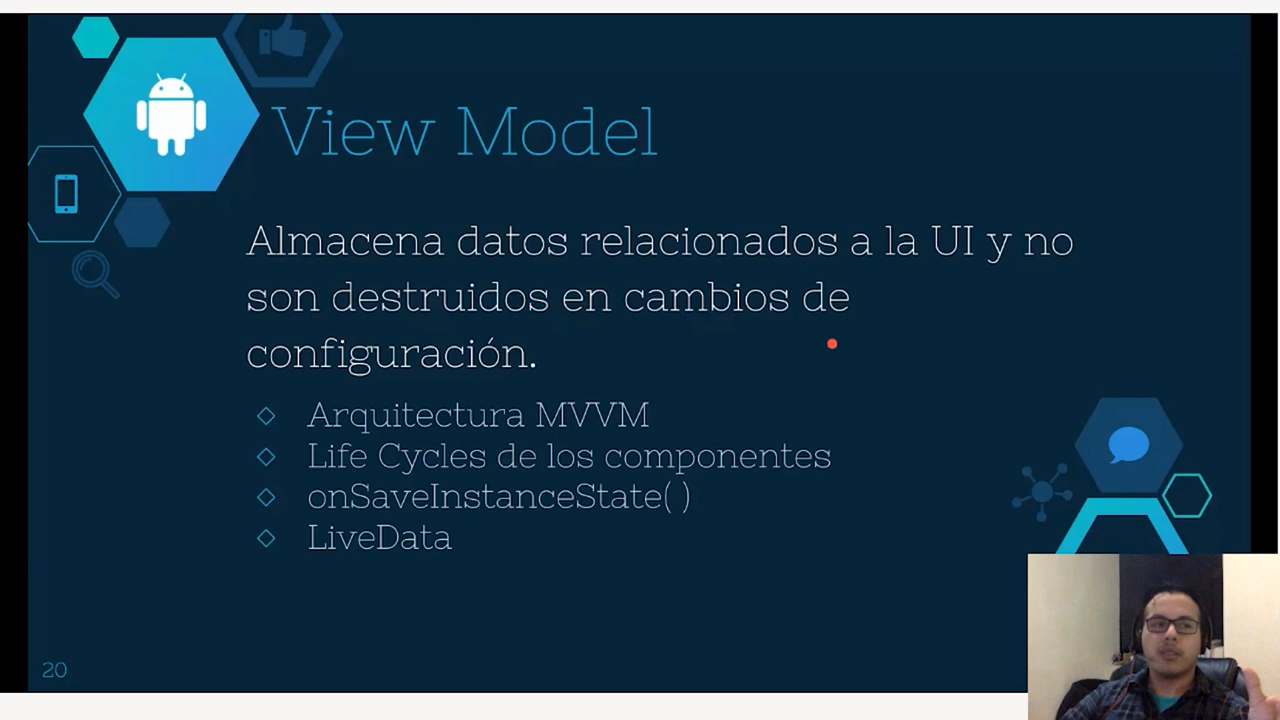 View Model
Almacena datos relacionados a la UI y no
son destruidos en cambios de
configuración.
Arquitectura MVVM
Life Cycles de los componentes
onSaveInstanceState( )
LiveData
20